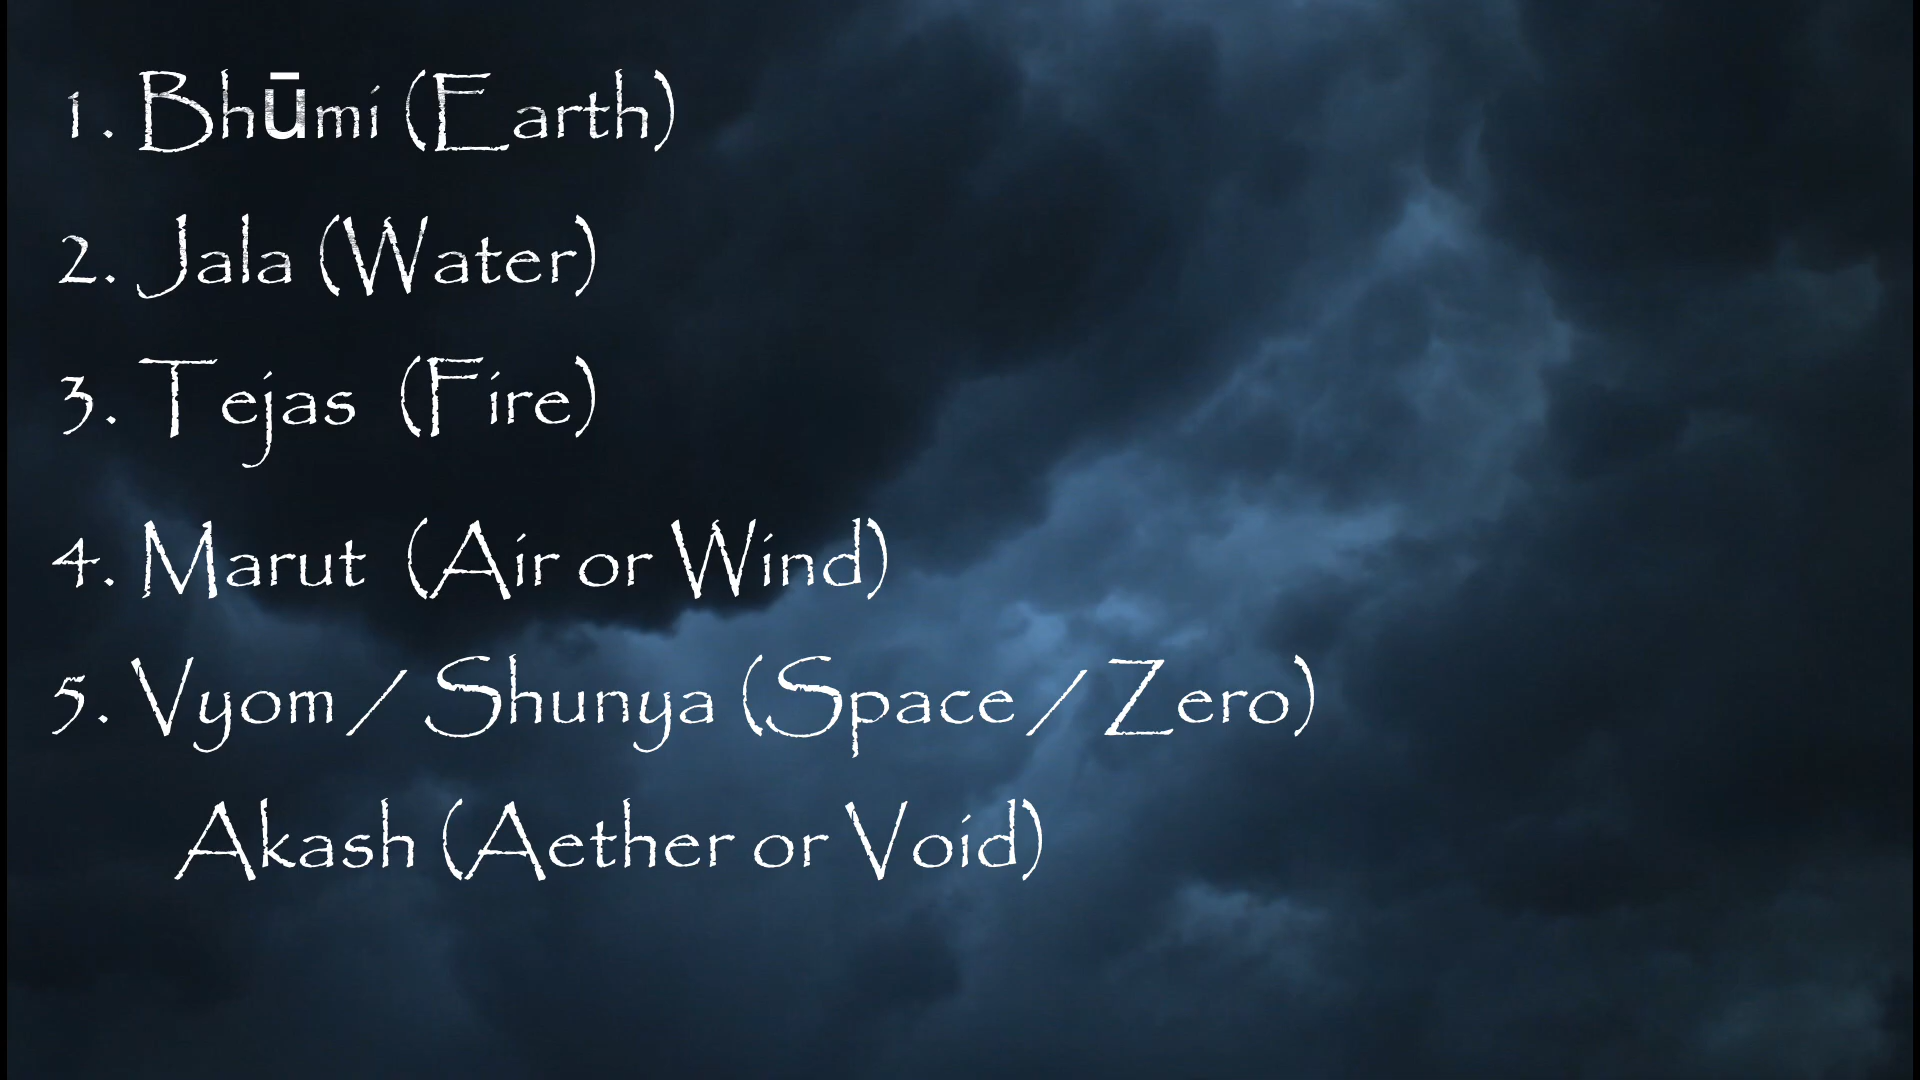 1. Bhūmi (Earth)
2. Jala (Water)
3. Tejas (Fire)
4. Marut (Air or Wind)
5. Vyom / Shunya (Space / Zero)
Akash (Aether or Void)